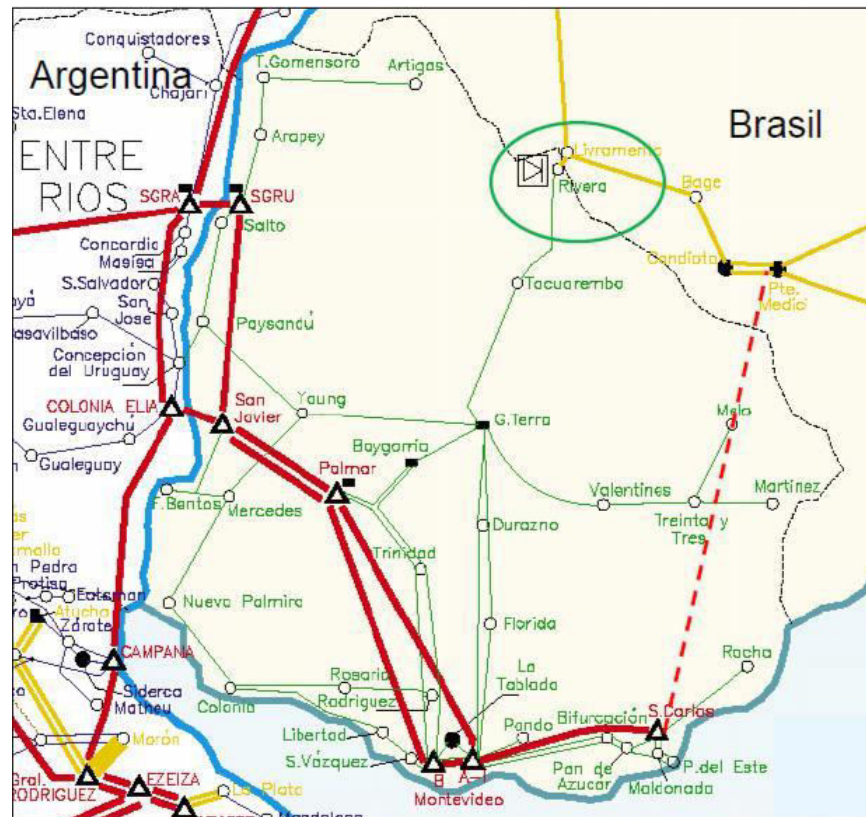 Conquistadores
Argentina
Chajarí
Sta.Elena
T.Gomensoro
Artigas
Arapey
Brasil
ENTRE
RIOS
SGRA
SGRU
Salto
Livramento
Rivera
Bage
Concordia
Masisa
S.Salvador
San
Jose
Candiota
Pte.
Medici
Tacuarembo
Paysandú
Concepción
del Uruguay
COLONIA ELIA
San
Javier
Young
G.Terra
Melo
Gualeguaychú
Gualeguay
Baygorria
Palmar
F.Bentos
Mercedes
Valentines
Treinta y
Tres
Martinez
Durazno
Trinidad
Nueva Palmira
Atucha
Zárate
Florida
CAMPANA
Siderca
Matheu
Rocha
La
Tablada
Rosario
Rodriguez
Colonia
Libertad
S.Vázquez
Pando
Bifurcación
S.Carlos
Morón
Gral.
RODRIGUEZ
EZEIZA
La Plata
B
A-I
Montevideo
Pan de
Azucar
P.del Este
Maldonado